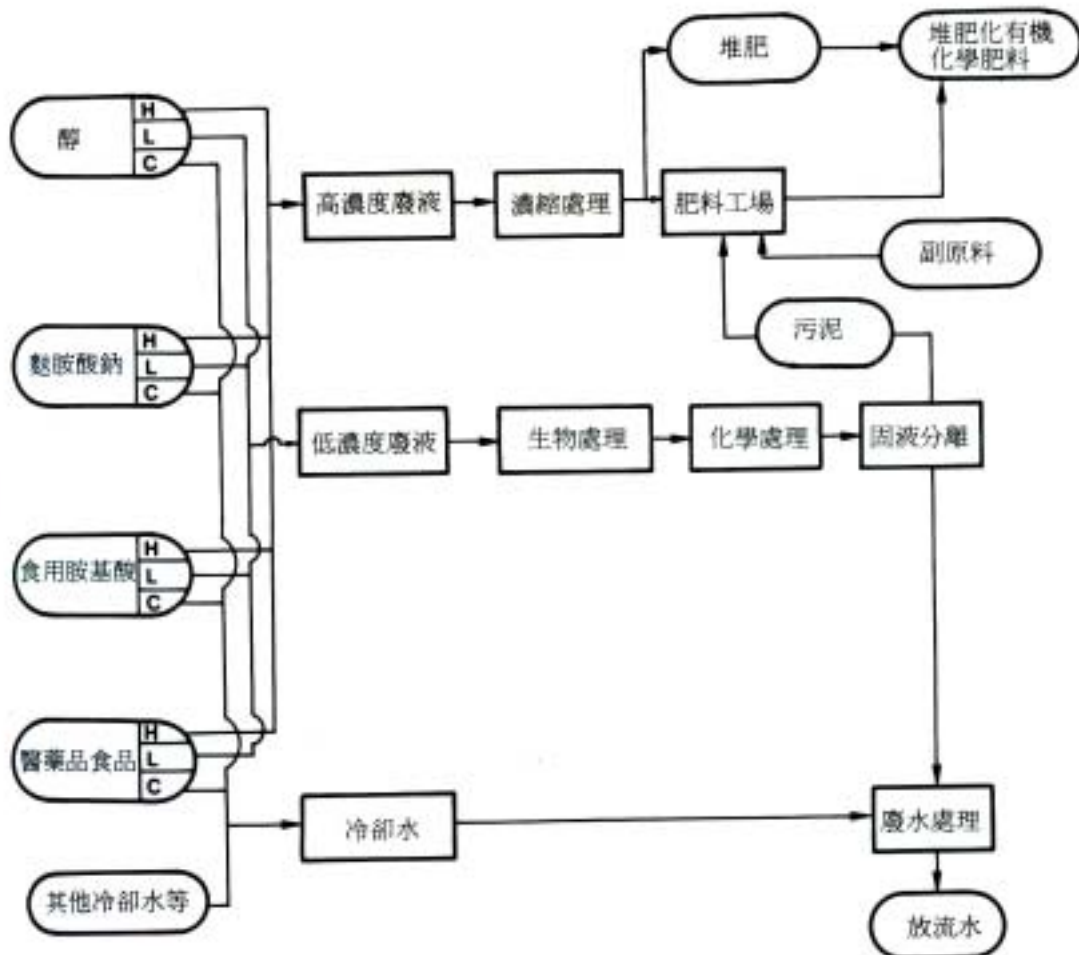 堆肥
堆肥化有機
化學肥料
醇
H
L
C
高濃度廢液
濃縮處理
肥料工場
副原料
污泥
麩胺酸鈉
H
L
C
低濃度廢液
生物處理
化學處理
固液分離
食用胺基酸
H
L
C
醫藥品食品
H
L
C
冷卻水
廢水處理
其他冷卻水等
放流水